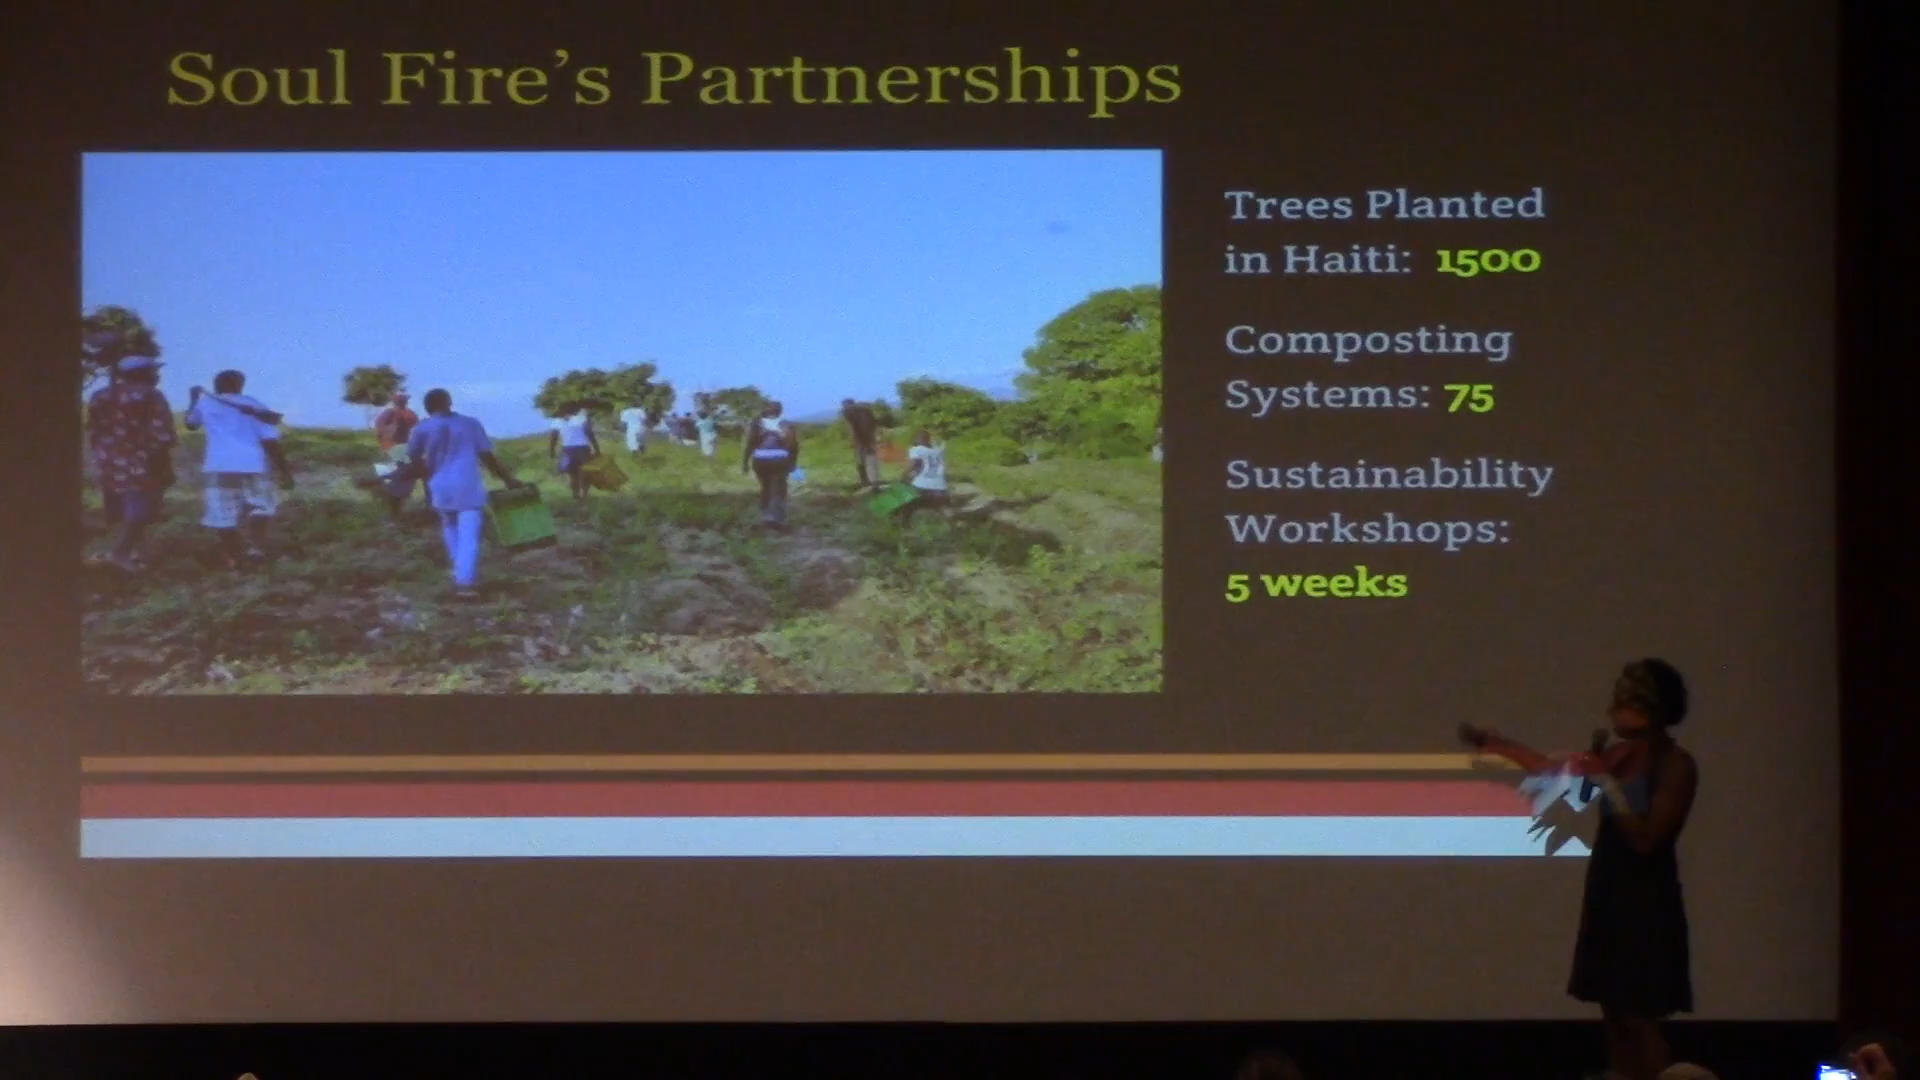 Soul Fire's Partnerships
Trees Planted
in Haiti: 1500
Composting
Systems: 75
Sustainability
Workshops:
5 weeks